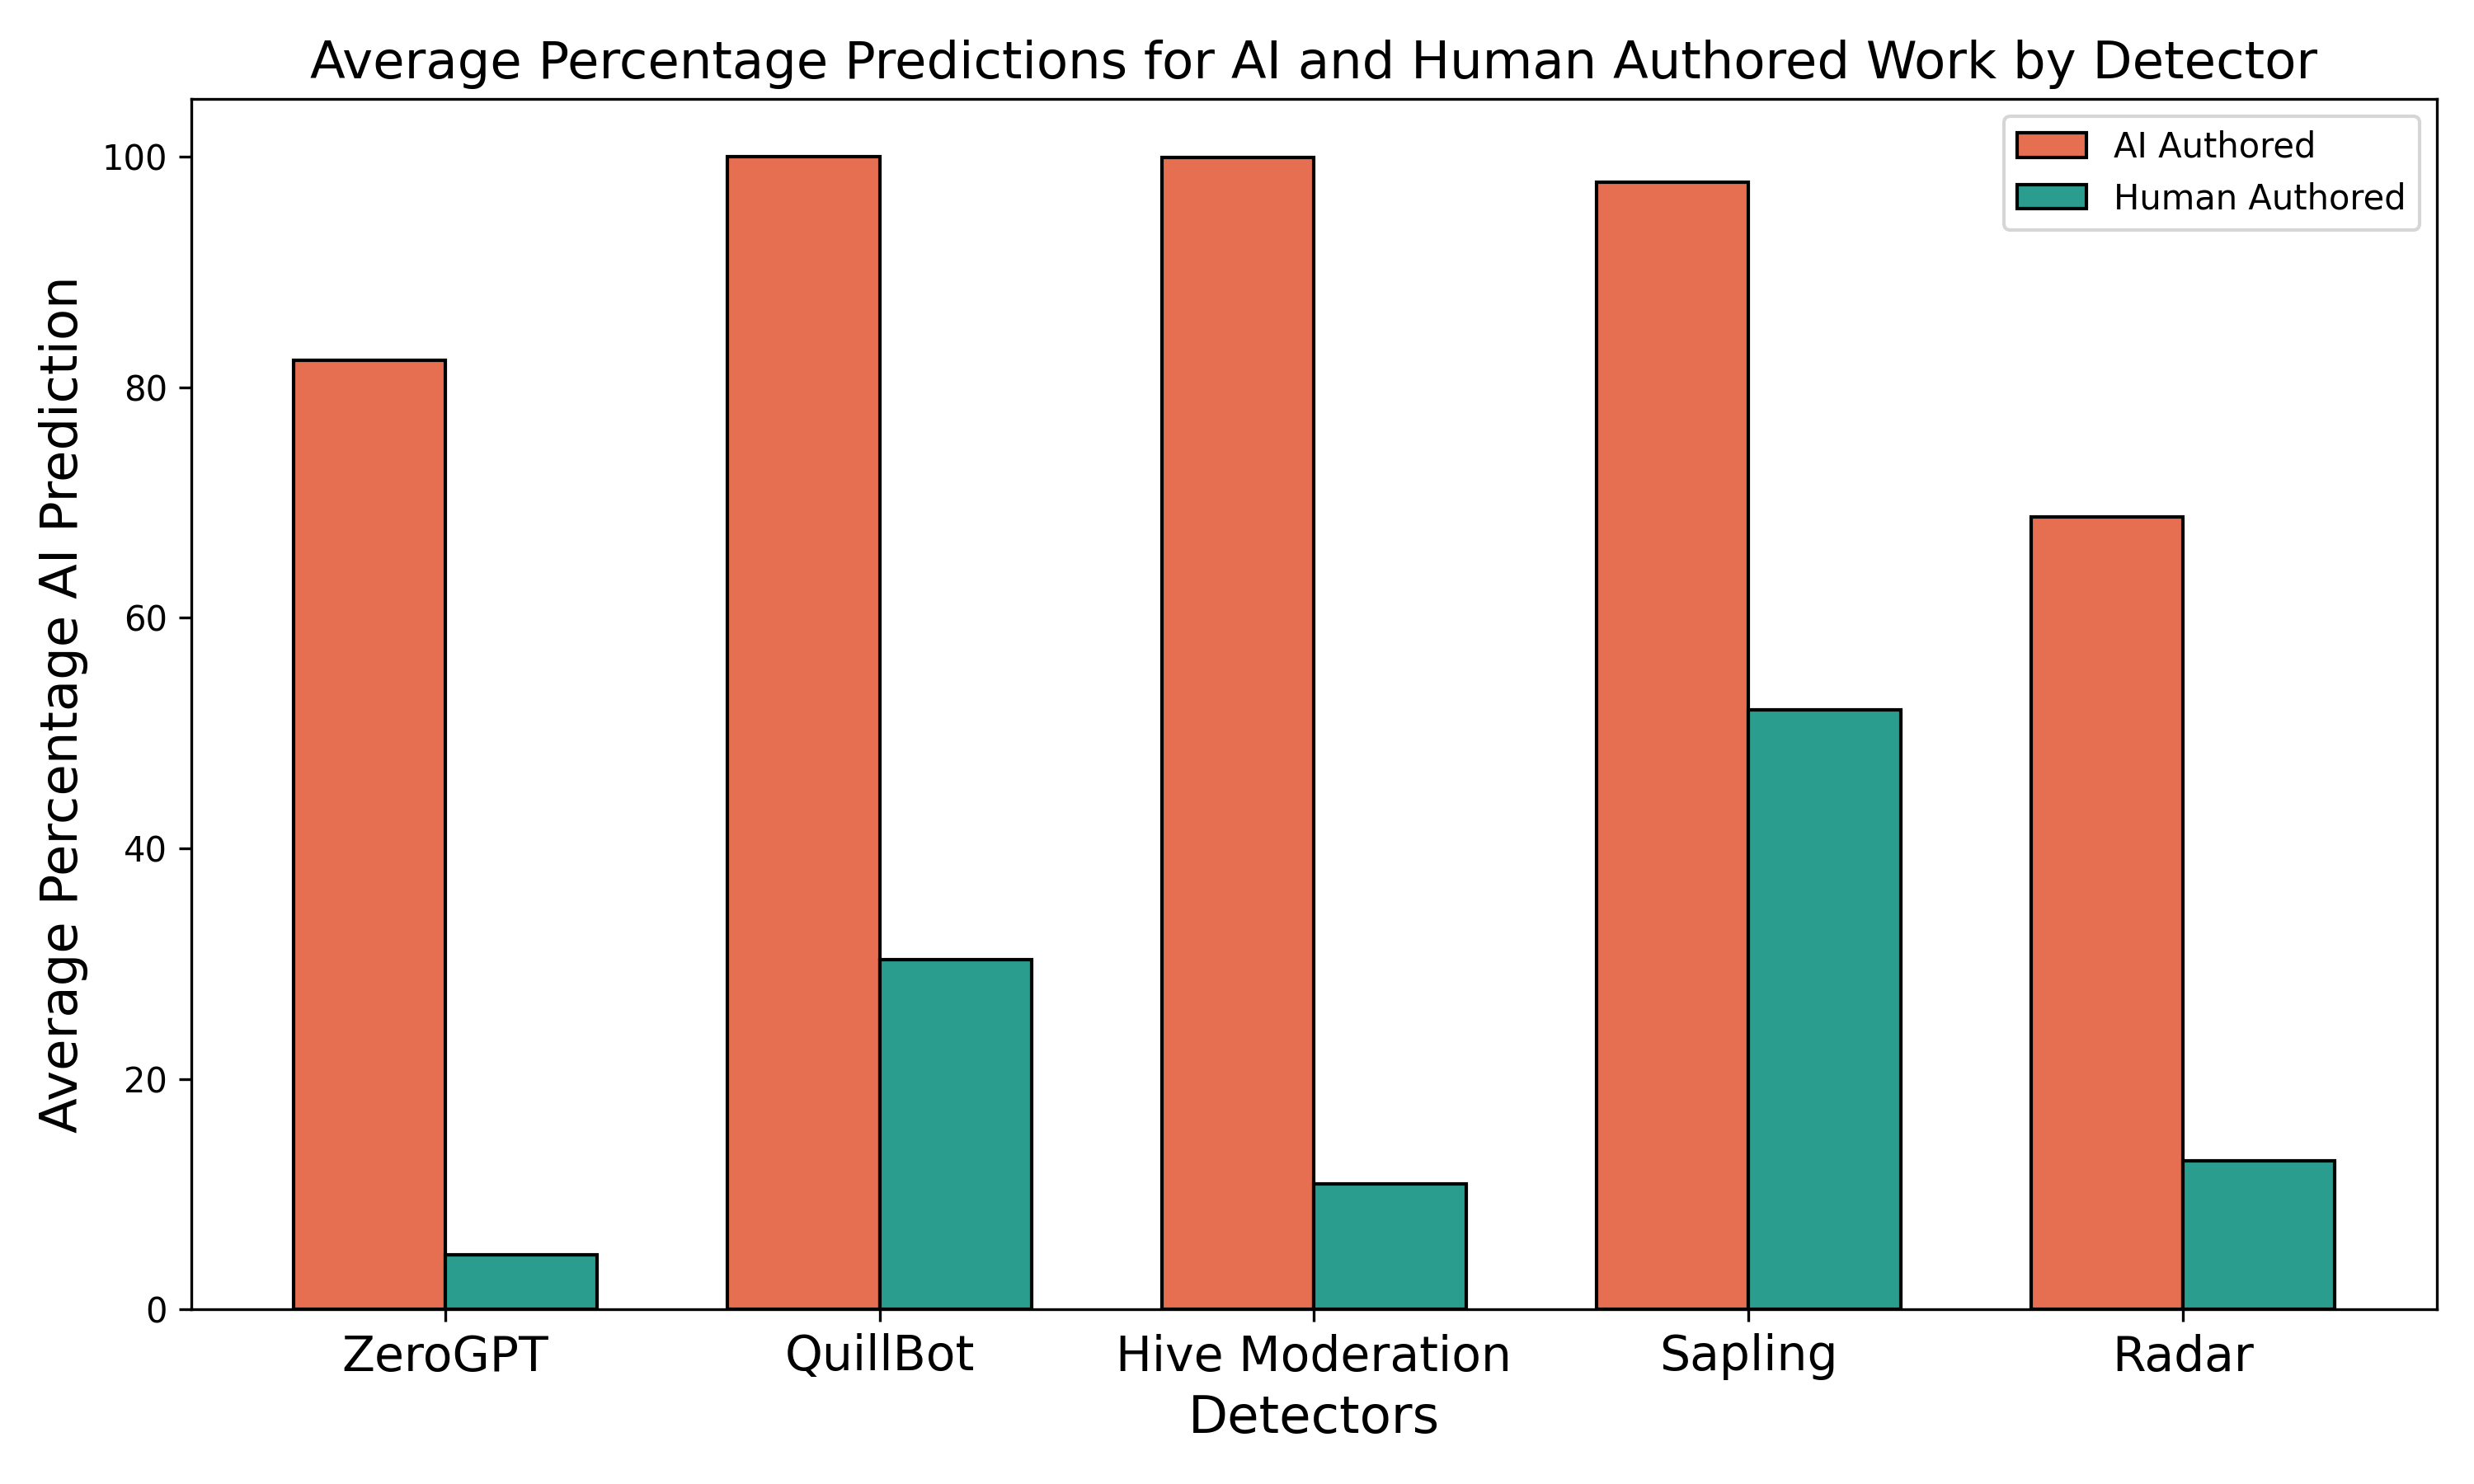 Average Percentage Predictions for AI and Human Authored Work by Detector
AI Authored
Human Authored
Average Percentage AI Prediction
100
80
60
40
20
0
ZeroGPT QuillBot Hive Moderation Sapling Radar
Detectors